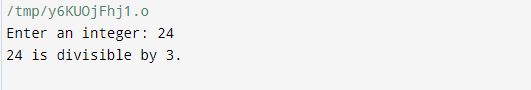 /tmp/y6KUOjFhj1.o
Enter an integer: 24
24 is divisible by 3.